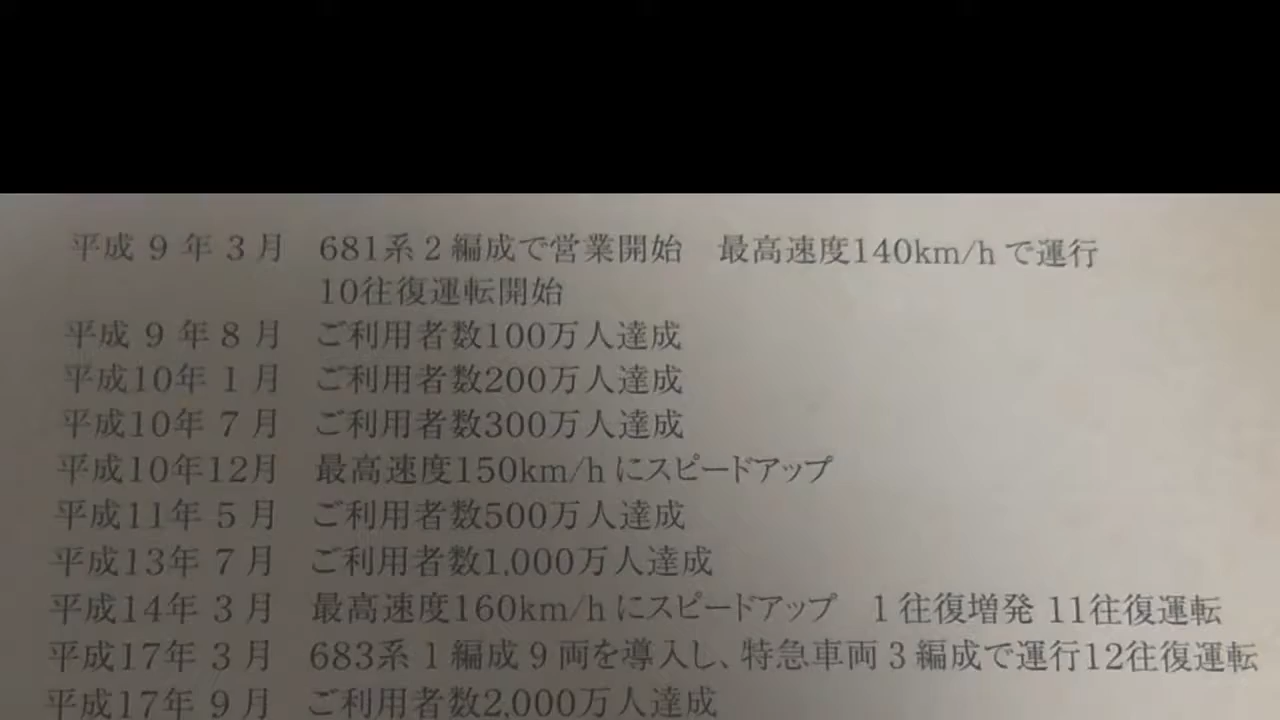 平成 9 年 3 月　681系 2 編成で営業開始　最高速度140km/h で運行
10往復運転開始
平成 9 年 8 月　ご利用者数100万人達成
平成10年 1 月　ご利用者数200万人達成
平成10年 7 月　ご利用者数300万人達成
平成10年12月　最高速度150km/h にスピードアップ
平成11年 5 月　ご利用者数500万人達成
平成13年 7 月　ご利用者数1,000万人達成
平成14年 3 月　最高速度160km/h にスピードアップ　1 往復増発 11往復運転
平成17年 3 月　683系 1 編成 9 両を導入し、特急車両 3 編成で運行12往復運転
平成17年 9 月　ご利用者数2,000万人達成